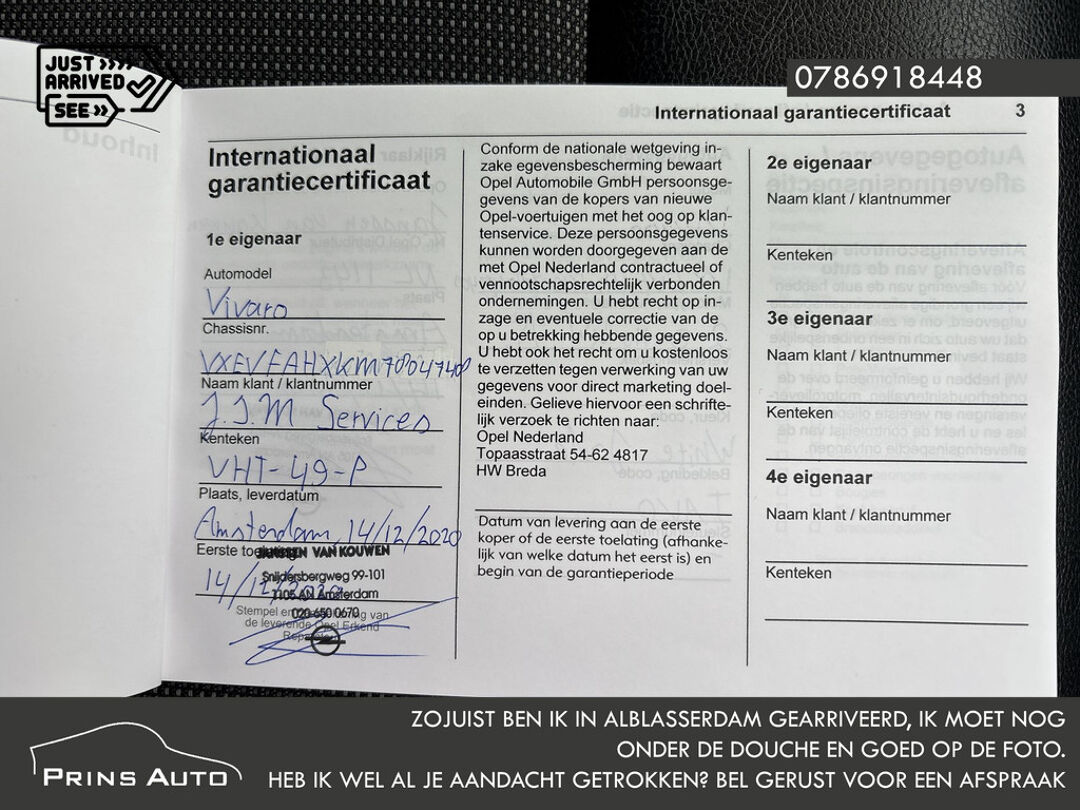 JUST
ARRIVED
SEE
0786918448
Internationaal garantiecertificaat 3
Inhoud
Internationaal
garantiecertificaat
1e eigenaar
Automodel
Vivaro
Chassisnr.
VXEVFAHXKM7804748
Naam klant / klantnummer
J.J.M Services
Kenteken
VHT-49-P
Plaats, leverdatum
Amsterdam, 14/12/2020
Eerste
JANSSEN VAN KOUWEN
14/12/2020
Snijdersbergweg 99-101
1105 AN Amsterdam
020 650 0670
Stempel en van
de leverende Opel Erkend
Conform de nationale wetgeving in-
zake egevensbescherming bewaart
Opel Automobile GmbH persoonsge-
gevens van de kopers van nieuwe
Opel-voertuigen met het oog op klan-
tenservice. Deze persoonsgegevens
kunnen worden doorgegeven aan de
met Opel Nederland contractueel of
vennootschapsrechtelijk verbonden
ondernemingen. U hebt recht op in-
zage en eventuele correctie van de
op u betrekking hebbende gegevens.
U hebt ook het recht om u kostenloos
te verzetten tegen verwerking van uw
gegevens voor direct marketing doel-
einden. Gelieve hiervoor een schrifte-
lijk verzoek te richten naar:
Opel Nederland
Topaasstraat 54-62 4817
HW Breda
Datum van levering aan de eerste
koper of de eerste toelating (afhanke-
lijk van welke datum het eerst is) en
begin van de garantieperiode
2e eigenaar
Naam klant / klantnummer
Kenteken
3e eigenaar
Naam klant / klantnummer
Kenteken
4e eigenaar
Naam klant / klantnummer
Kenteken
PRINS AUTO
ZOJUIST BEN IK IN ALBLASSERDAM GEARRIVEERD, IK MOET NOG
ONDER DE DOUCHE EN GOED OP DE FOTO.
HEB IK WEL AL JE AANDACHT GETROKKEN? BEL GERUST VOOR EEN AFSPRAAK